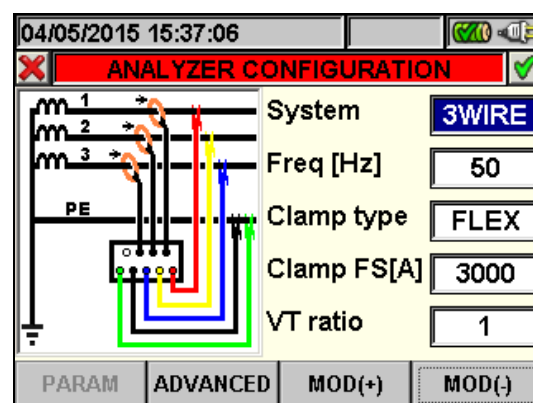 04/05/2015 15:37:06
ANALYZER CONFIGURATION
1
2
3
PE
System 3WIRE
Freq [Hz] 50
Clamp type FLEX
Clamp FS[A] 3000
VT ratio 1
PARAM ADVANCED MOD(+) MOD(-)